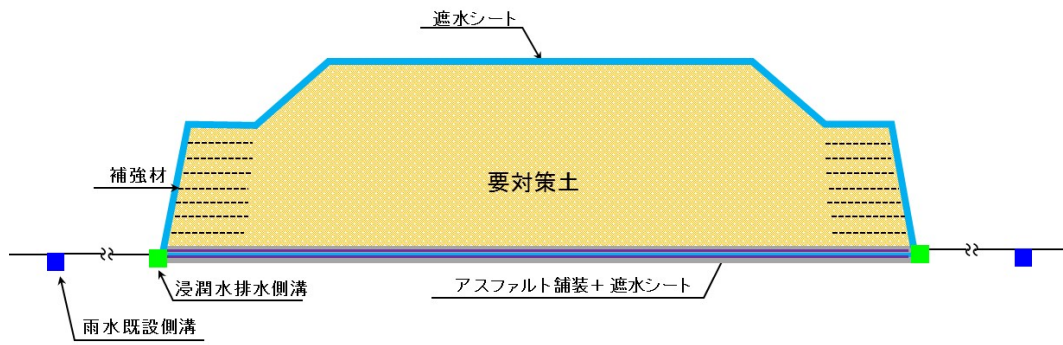 遮水シート
補強材
要対策土
浸潤水排水側溝
アスファルト舗装＋遮水シート
雨水既設側溝